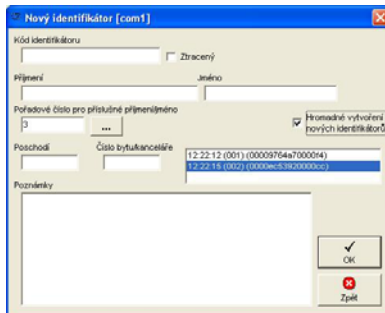 Nový identifikátor [com1]
Kód identifikátoru
Ztracený
Příjmení
Jméno
Pořadové číslo pro příslušné příjmení/jméno
3
...
Hromadné vytvoření
nových identifikátorů
Poschodí
Číslo bytu/kanceláře
12:22:12 (001) (00009764a70000f4)
12:22:15 (002) (0000ec53920000cc)
Poznámky
OK
Zpět